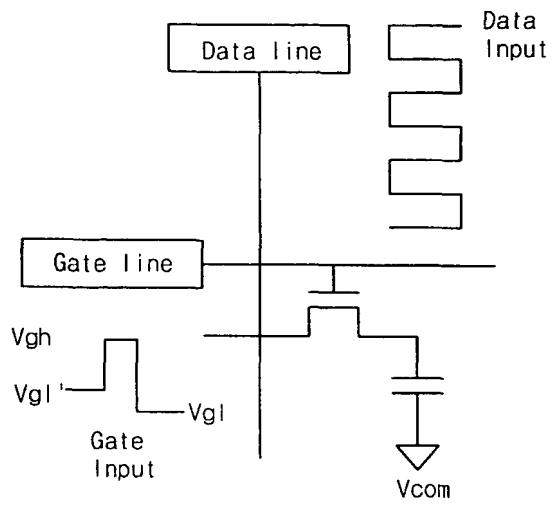 Data line
Data
Input
Gate line
Vgh
Vgl'
Vgl
Gate
Input
Vcom